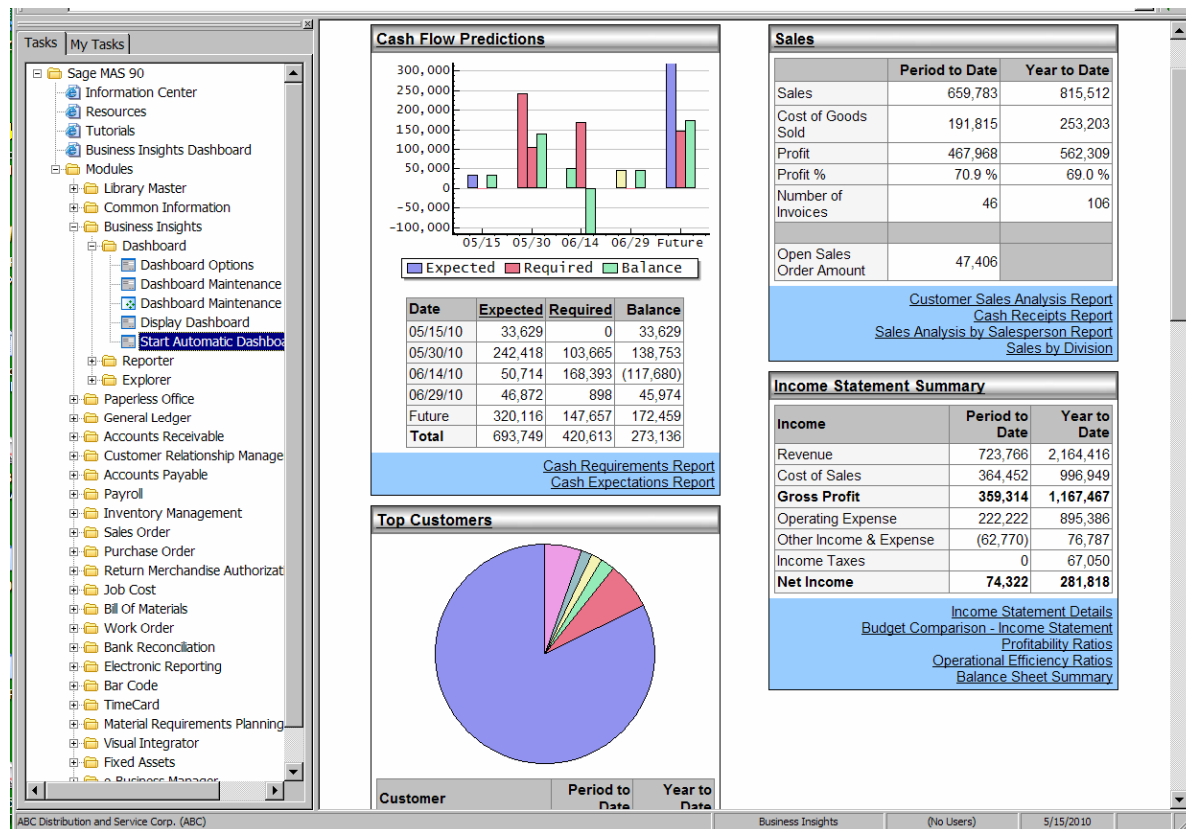 Tasks
My Tasks
Sage MAS 90
Information Center
Resources
Tutorials
Business Insights Dashboard
Modules
Library Master
Common Information
Business Insights
Dashboard
Dashboard Options
Dashboard Maintenance
Dashboard Maintenance
Display Dashboard
Start Automatic Dashboa
Reporter
Explorer
Paperless Office
General Ledger
Accounts Receivable
Customer Relationship Manage
Accounts Payable
Payroll
Inventory Management
Sales Order
Purchase Order
Return Merchandise Authorizat
Job Cost
Bill Of Materials
Work Order
Bank Reconciliation
Electronic Reporting
Bar Code
TimeCard
Material Requirements Planning
Visual Integrator
Fixed Assets
e-Business Manager
Cash Flow Predictions
300,000
250,000
200,000
150,000
100,000
50,000
0
-50,000
-100,000
05/15 05/30 06/14 06/29 Future
Expected Required Balance
Date Expected Required Balance
05/15/10 33,629 0 33,629
05/30/10 242,418 103,665 138,753
06/14/10 50,714 168,393 (117,680)
06/29/10 46,872 898 45,974
Future 320,116 147,657 172,459
Total 693,749 420,613 273,136
Cash Requirements Report
Cash Expectations Report
Top Customers
Customer Period to Date Year to Date
Sales
Period to Date Year to Date
Sales 659,783 815,512
Cost of Goods Sold 191,815 253,203
Profit 467,968 562,309
Profit % 70.9 % 69.0 %
Number of Invoices 46 106
Open Sales Order Amount 47,406
Customer Sales Analysis Report
Cash Receipts Report
Sales Analysis by Salesperson Report
Sales by Division
Income Statement Summary
Income Period to Date Year to Date
Revenue 723,766 2,164,416
Cost of Sales 364,452 996,949
Gross Profit 359,314 1,167,467
Operating Expense 222,222 895,386
Other Income & Expense (62,770) 76,787
Income Taxes 0 67,050
Net Income 74,322 281,818
Income Statement Details
Budget Comparison - Income Statement
Profitability Ratios
Operational Efficiency Ratios
Balance Sheet Summary
ABC Distribution and Service Corp. (ABC)
Business Insights
(No Users)
5/15/2010